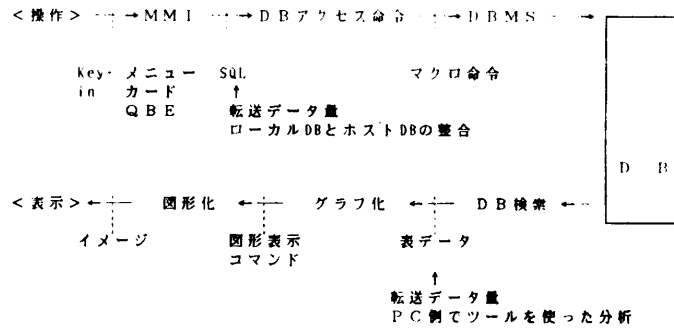 <操作>→MMI→DBアクセス命令→DBMS→
Key- メニュー SQL マクロ命令
in カード ↑
QBE 転送データ量
ローカルDBとホストDBの整合
DB
<表示>← 図形化 ← グラフ化 ← DB検索 ←
イメージ 図形表示 表データ
コマンド
↑
転送データ量
PC側でツールを使った分析